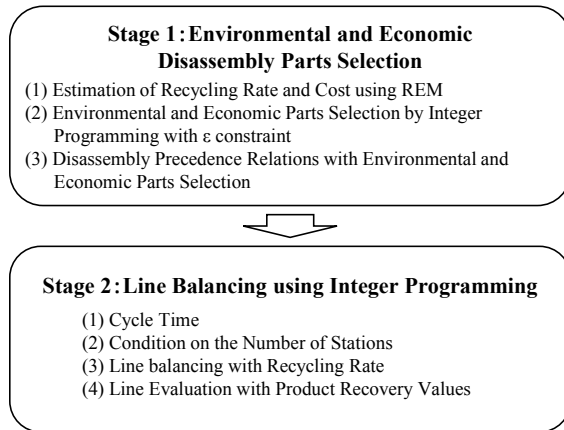 Stage 1:Environmental and Economic
Disassembly Parts Selection
(1) Estimation of Recycling Rate and Cost using REM
(2) Environmental and Economic Parts Selection by Integer
Programming with ε constraint
(3) Disassembly Precedence Relations with Environmental and
Economic Parts Selection
Stage 2:Line Balancing using Integer Programming
(1) Cycle Time
(2) Condition on the Number of Stations
(3) Line balancing with Recycling Rate
(4) Line Evaluation with Product Recovery Values